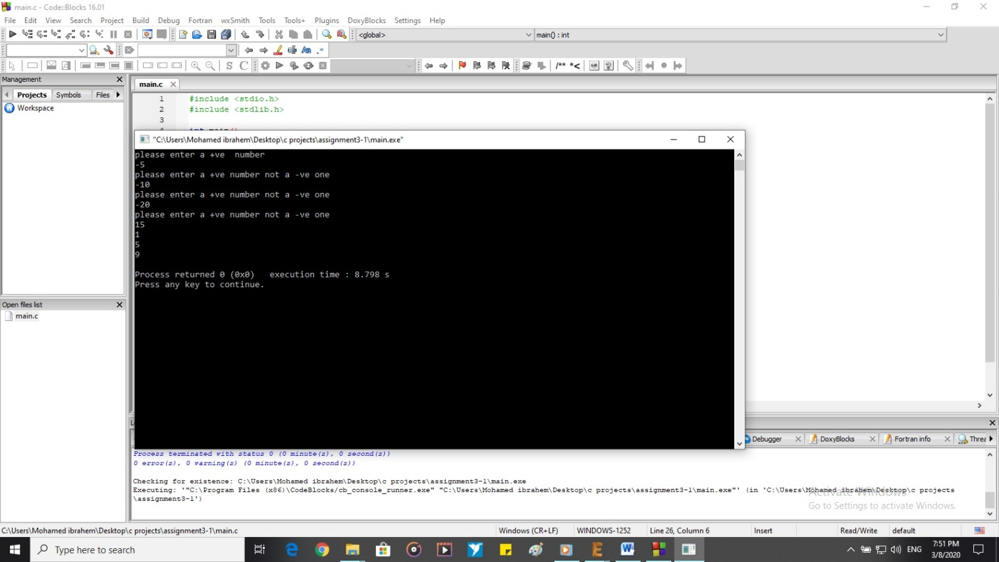 main.c - Code::Blocks 16.01
File Edit View Search Project Build Debug Fortran wxSmith Tools Tools+ Plugins DoxyBlocks Settings Help
<global> main() : int
S C /** *<
Management
Projects Symbols Files
Workspace
Open files list
main.c
main.c
1 #include <stdio.h>
2 #include <stdlib.h>
3
"C:\Users\Mohamed ibrahem\Desktop\c projects\assignment3-1\main.exe"
please enter a +ve  number
-5
please enter a +ve number not a -ve one
-10
please enter a +ve number not a -ve one
-20
please enter a +ve number not a -ve one
15
1
5
9
Process returned 0 (0x0)   execution time : 8.798 s
Press any key to continue.
Debugger DoxyBlocks Fortran info Threa
Process terminated with status 0 (0 minute(s), 0 second(s))
0 error(s), 0 warning(s) (0 minute(s), 0 second(s))
Checking for existence: C:\Users\Mohamed ibrahem\Desktop\c projects\assignment3-1\main.exe
Executing: '"C:\Program Files (x86)\CodeBlocks/cb_console_runner.exe" "C:\Users\Mohamed ibrahem\Desktop\c projects\assignment3-1\main.exe"' (in 'C:\Users\Mohamed ibrahem\Desktop\c projects
\assignment3-1')
Activate Windows
Go to Settings to activate Windows.
C:\Users\Mohamed ibrahem\Desktop\c projects\assignment3-1\main.c Windows (CR+LF) WINDOWS-1252 Line 26, Column 6 Insert Read/Write default
Type here to search
ENG
7:51 PM
3/8/2020